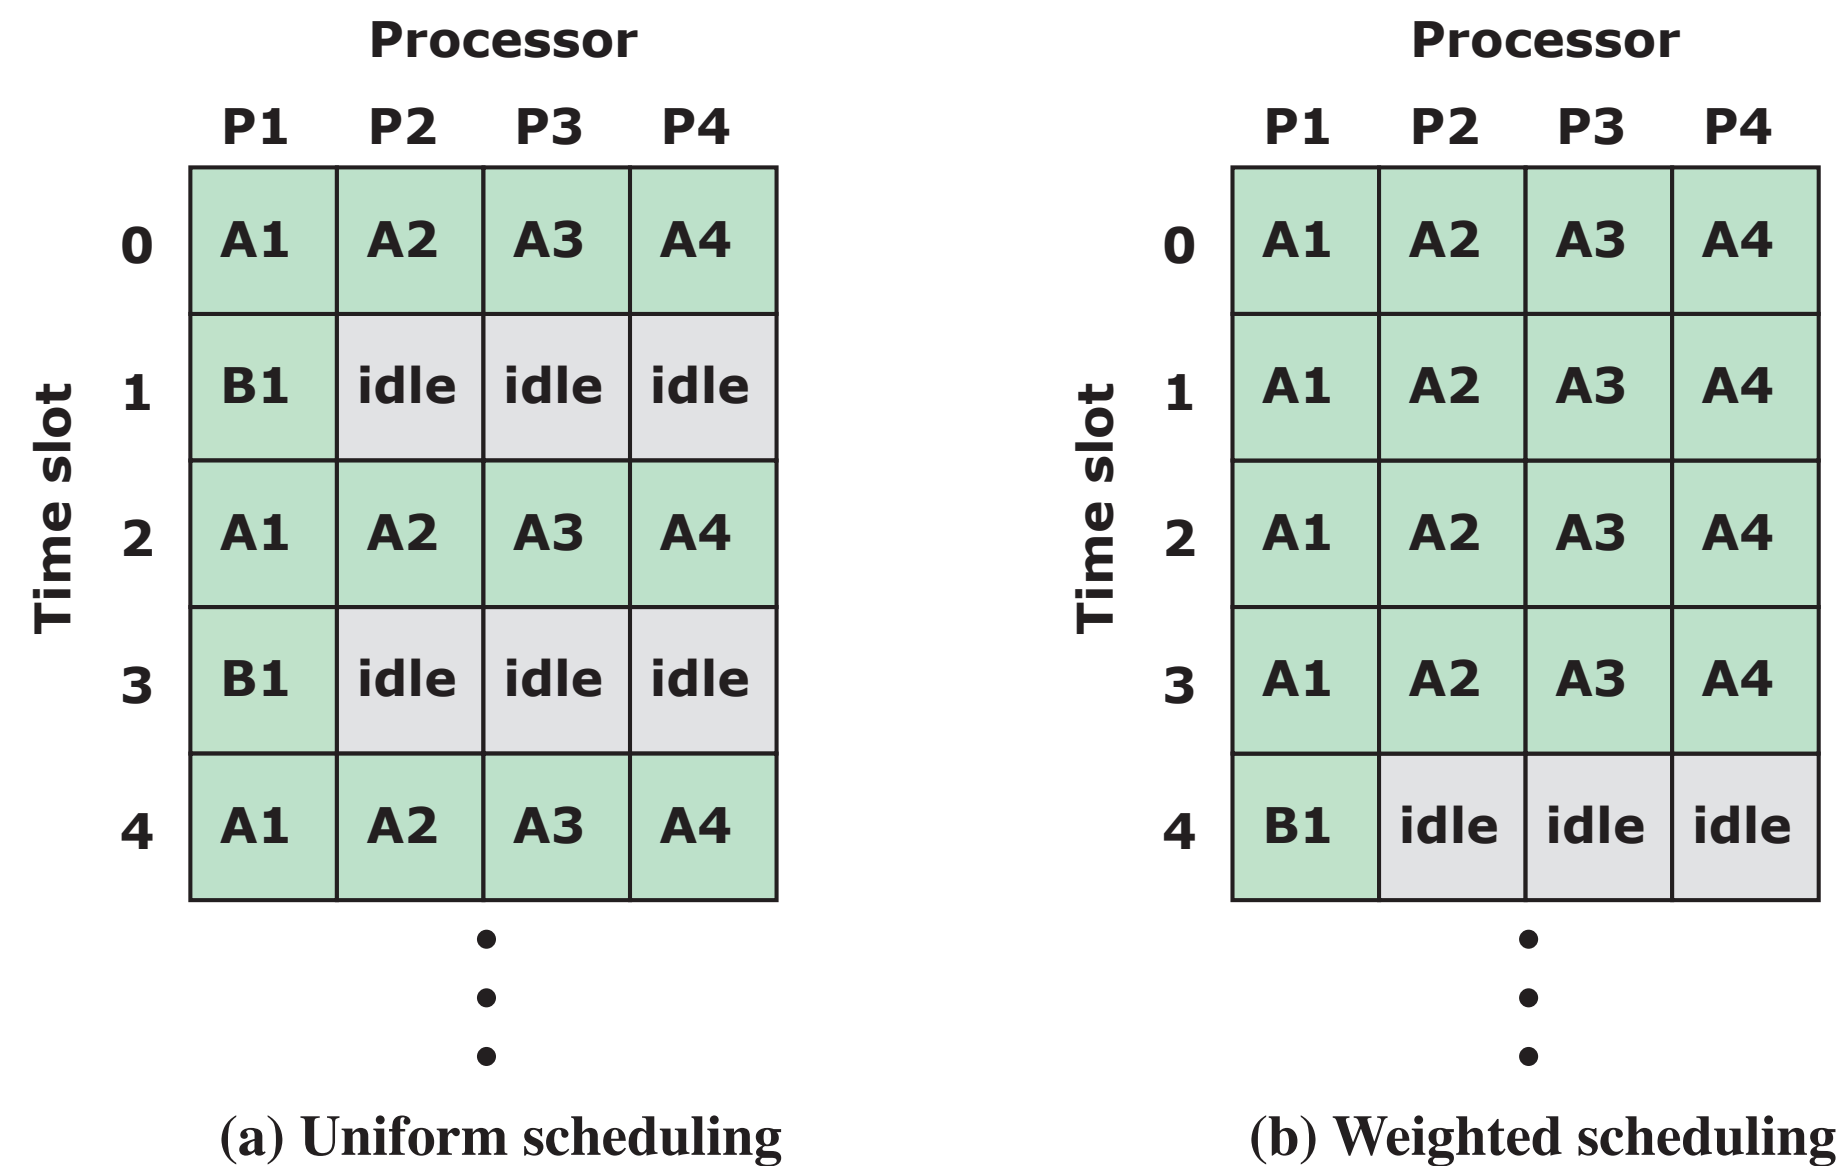 Processor
P1 P2 P3 P4
Time slot
0 A1 A2 A3 A4
1 B1 idle idle idle
2 A1 A2 A3 A4
3 B1 idle idle idle
4 A1 A2 A3 A4
(a) Uniform scheduling
Processor
P1 P2 P3 P4
Time slot
0 A1 A2 A3 A4
1 A1 A2 A3 A4
2 A1 A2 A3 A4
3 A1 A2 A3 A4
4 B1 idle idle idle
(b) Weighted scheduling